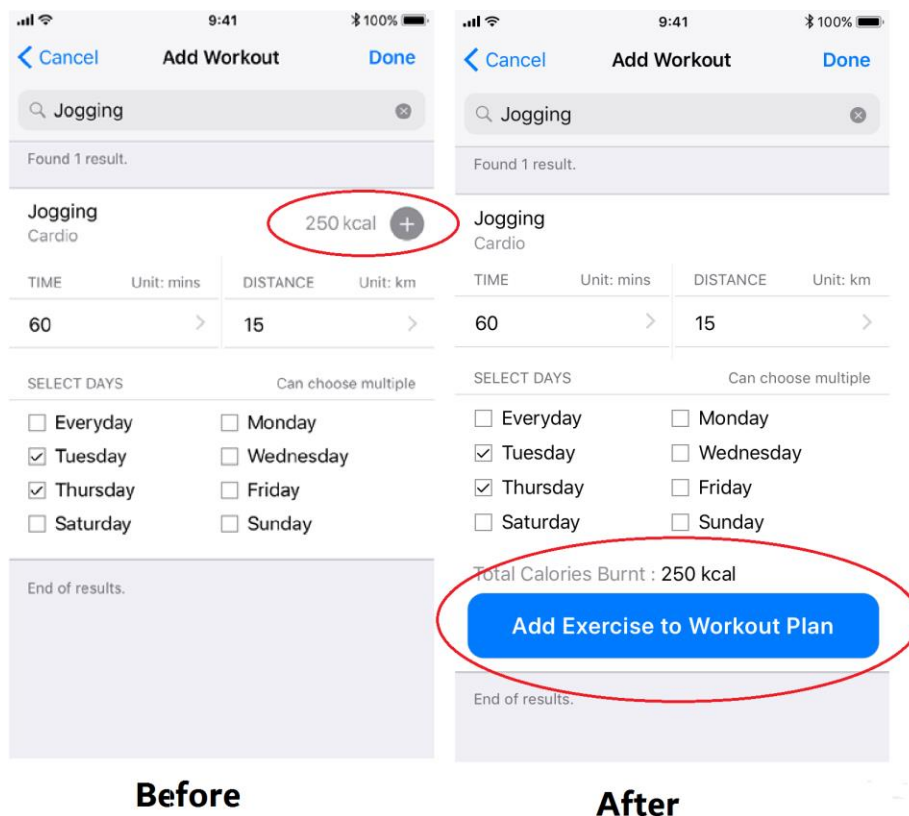 9:41
100%
Cancel
Add Workout
Done
Jogging
Found 1 result.
Jogging
250 kcal
Cardio
TIME Unit: mins DISTANCE Unit: km
60 15
SELECT DAYS Can choose multiple
Everyday Monday
Tuesday Wednesday
Thursday Friday
Saturday Sunday
End of results.
Before
9:41
100%
Cancel
Add Workout
Done
Jogging
Found 1 result.
Jogging
Cardio
TIME Unit: mins DISTANCE Unit: km
60 15
SELECT DAYS Can choose multiple
Everyday Monday
Tuesday Wednesday
Thursday Friday
Saturday Sunday
Total Calories Burnt : 250 kcal
Add Exercise to Workout Plan
End of results.
After